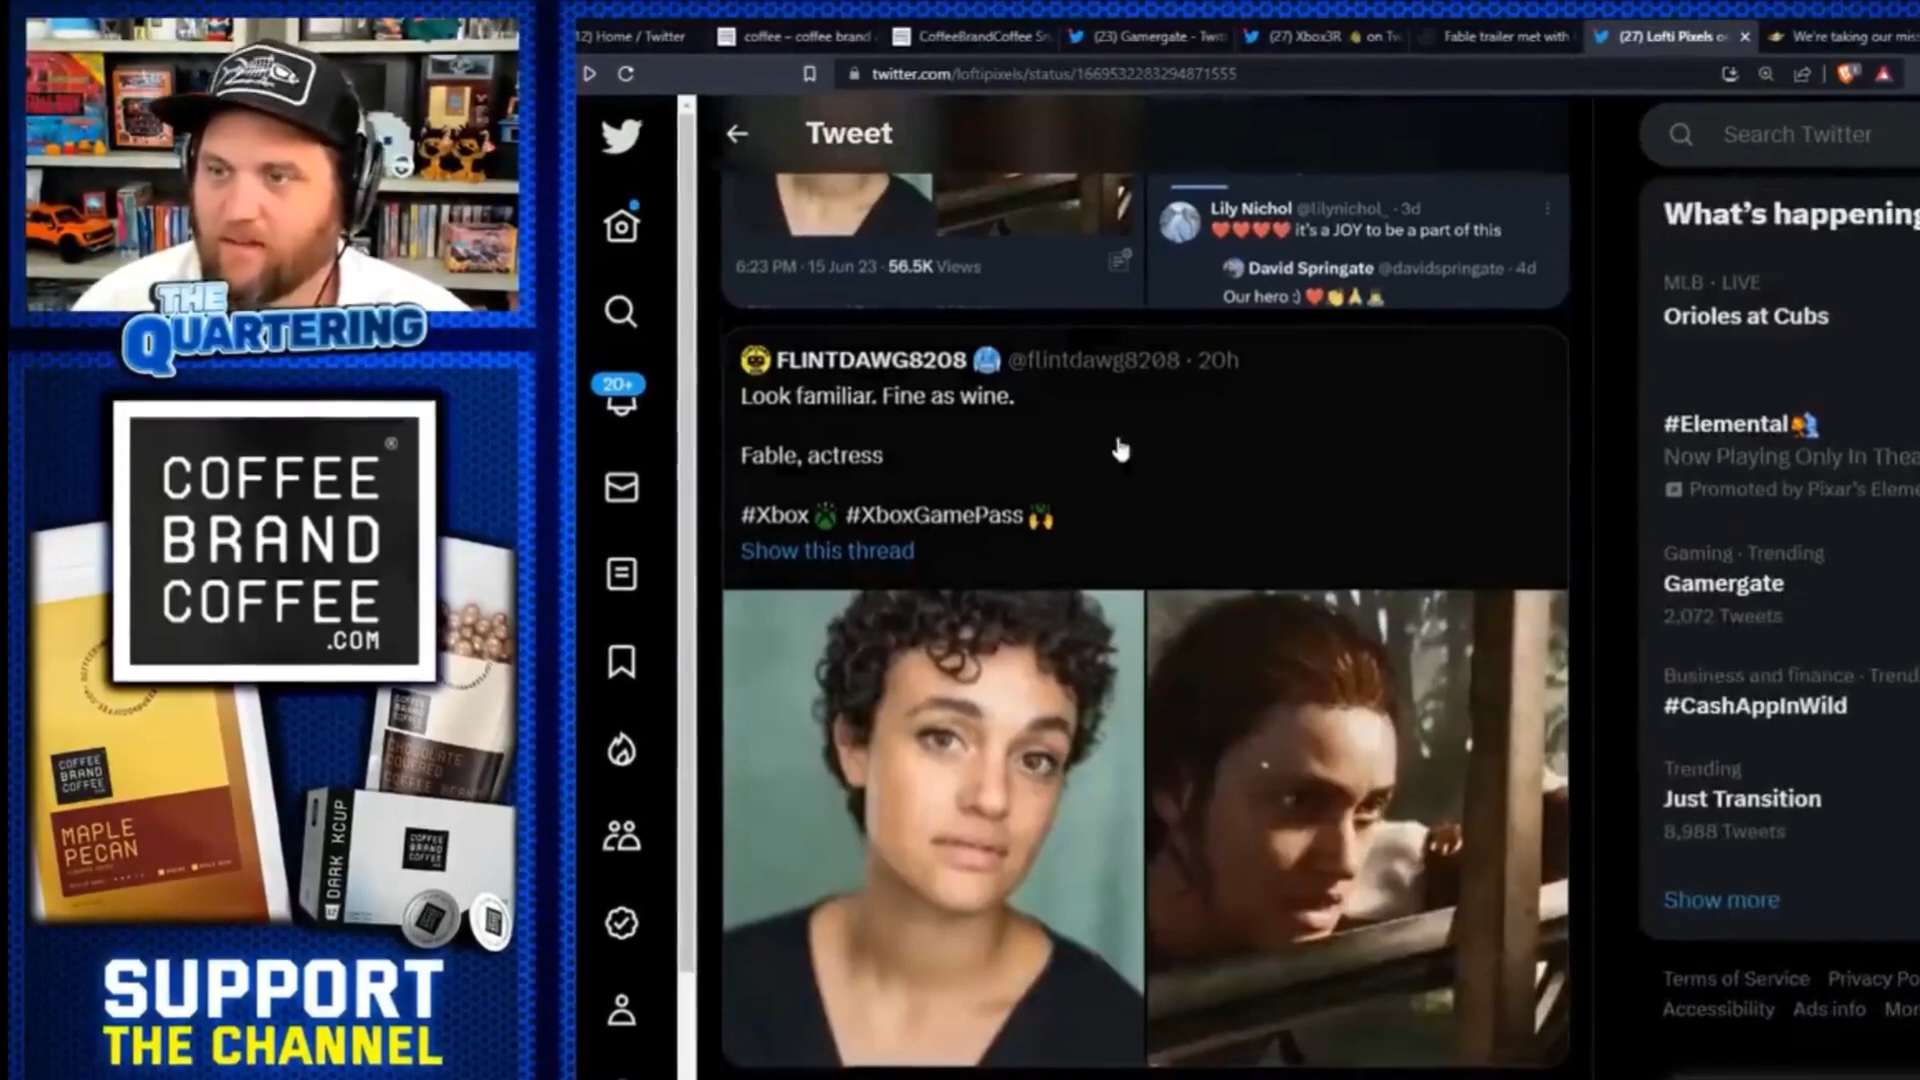 THE
QUARTERING
COFFEE
BRAND
COFFEE
.COM
®
COFFEE
BRAND
COFFEE
MAPLE
PECAN
CHOCOLATE
COVERED
DARK KCUP
COFFEE
BRAND
COFFEE
SUPPORT
THE CHANNEL
12) Home / Twitter
coffee – coffee brand
CoffeeBrandCoffee Sn
(23) Gamergate - Twit
(27) Xbox3R 👏 on Tw
Fable trailer met with
(27) Lofti Pixels o
We're taking our mis
twitter.com/loftipixels/status/1669532283294871555
20+
Tweet
6:23 PM · 15 Jun 23 · 56.5K Views
Lily Nichol @lilynichol_ · 3d
❤️❤️❤️❤️ it's a JOY to be a part of this
David Springate @davidspringate · 4d
Our hero :) ❤️👏🙏
FLINTDAWG8208 🥶 @flintdawg8208 · 20h
Look familiar. Fine as wine.
Fable, actress
#Xbox #XboxGamePass
Show this thread
Search Twitter
What's happening
MLB · LIVE
Orioles at Cubs
#Elemental
Now Playing Only In Thea
Promoted by Pixar's Eleme
Gaming · Trending
Gamergate
2,072 Tweets
Business and finance · Trend
#CashAppInWild
Trending
Just Transition
8,988 Tweets
Show more
Terms of Service Privacy Po
Accessibility Ads info Mor